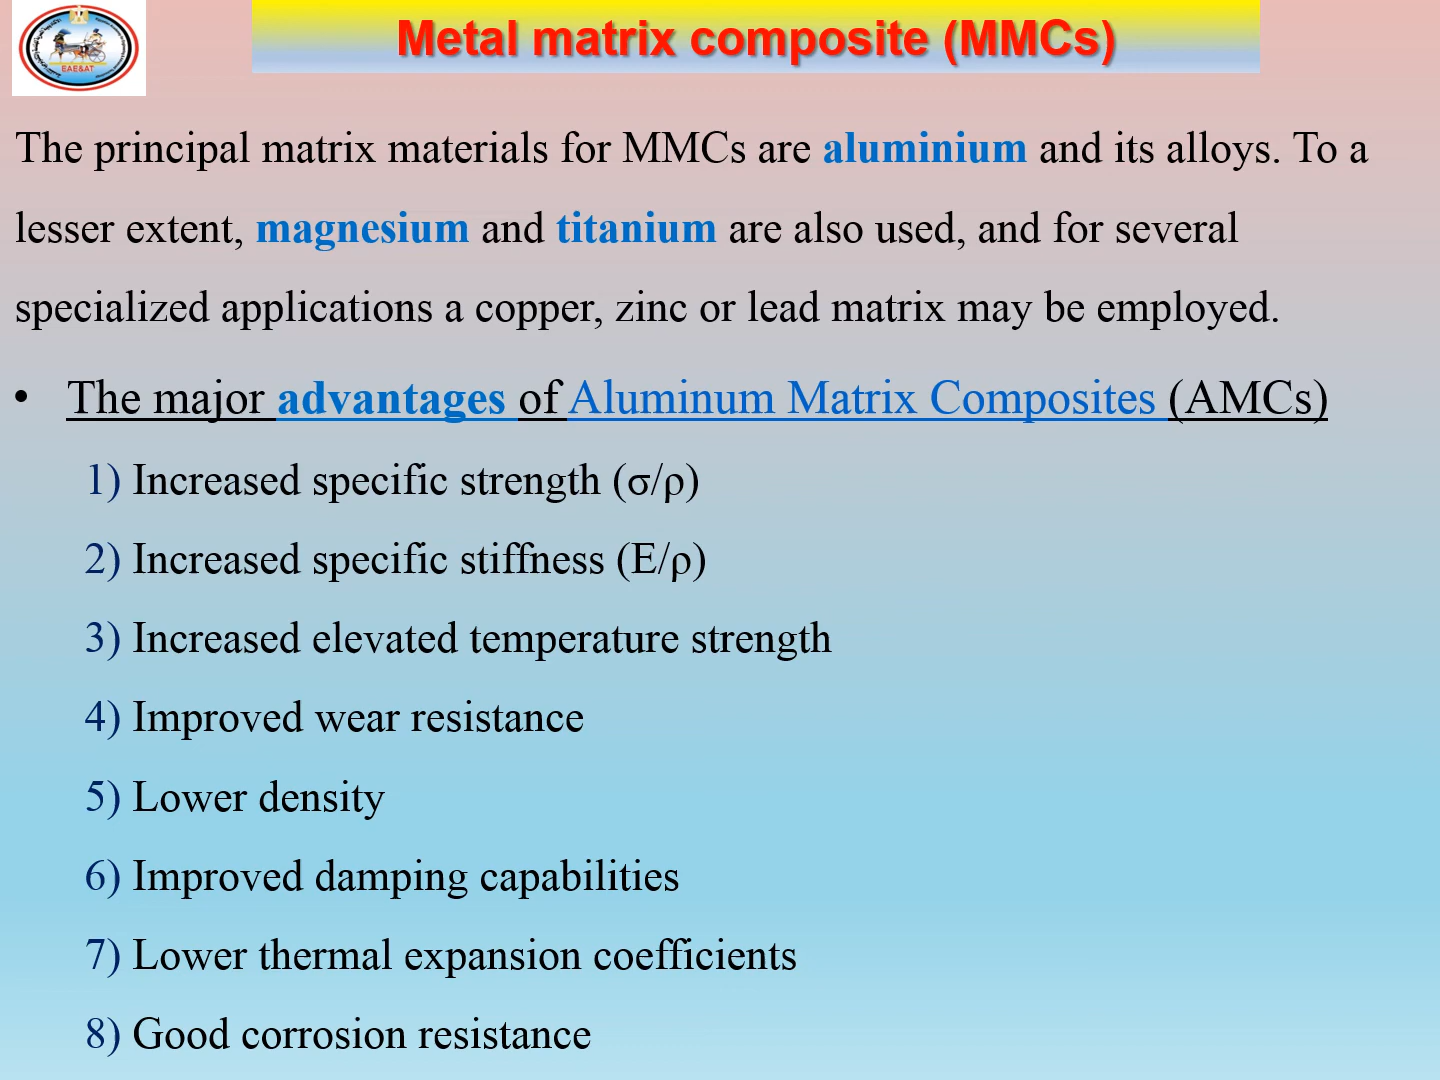 Metal matrix composite (MMCs)
EAE&AT
The principal matrix materials for MMCs are aluminium and its alloys. To a
lesser extent, magnesium and titanium are also used, and for several
specialized applications a copper, zinc or lead matrix may be employed.
• The major advantages of Aluminum Matrix Composites (AMCs)
1) Increased specific strength (σ/ρ)
2) Increased specific stiffness (E/ρ)
3) Increased elevated temperature strength
4) Improved wear resistance
5) Lower density
6) Improved damping capabilities
7) Lower thermal expansion coefficients
8) Good corrosion resistance